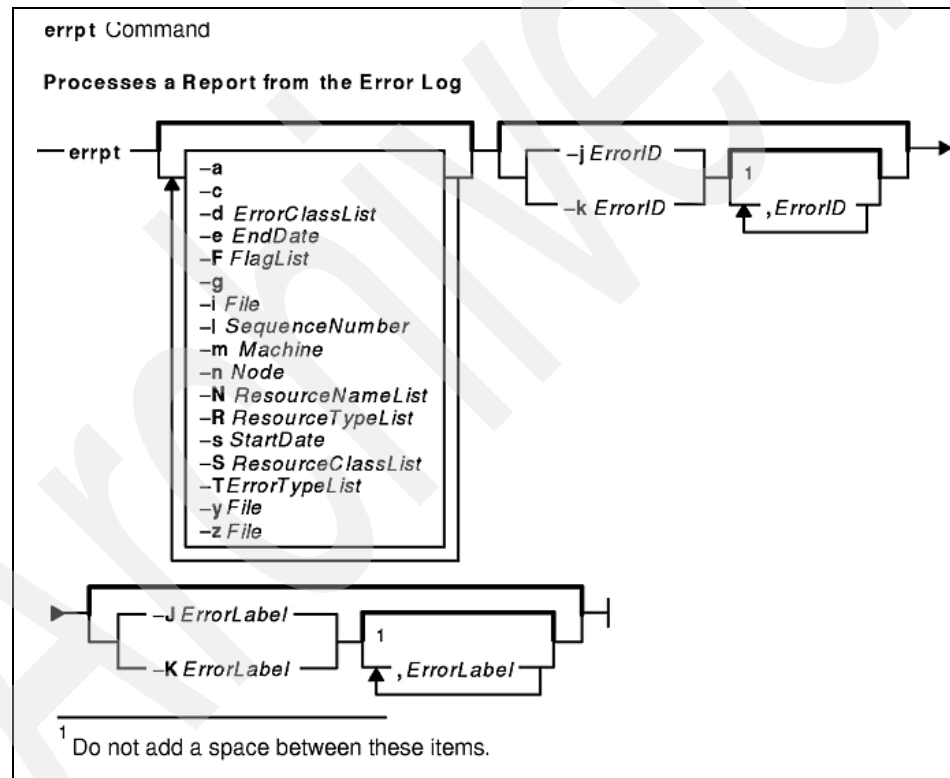 errpt Command
Processes a Report from the Error Log
errpt
–a
–c
–d ErrorClassList
–e EndDate
–F FlagList
–g
–i File
–l SequenceNumber
–m Machine
–n Node
–N ResourceNameList
–R ResourceTypeList
–s StartDate
–S ResourceClassList
–TErrorTypeList
–y File
–z File
–j ErrorID
–k ErrorID
1
,ErrorID
–J ErrorLabel
–K ErrorLabel
1
,ErrorLabel
1 Do not add a space between these items.
Archived